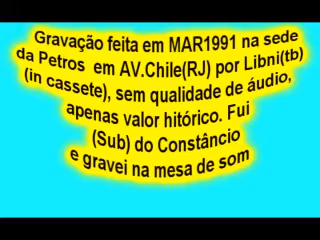 Gravação feita em MAR1991 na sede
da Petros em AV.Chile(RJ) por Libni(tb)
(in cassete), sem qualidade de áudio,
apenas valor hitórico. Fui
(Sub) do Constâncio
e gravei na mesa de som